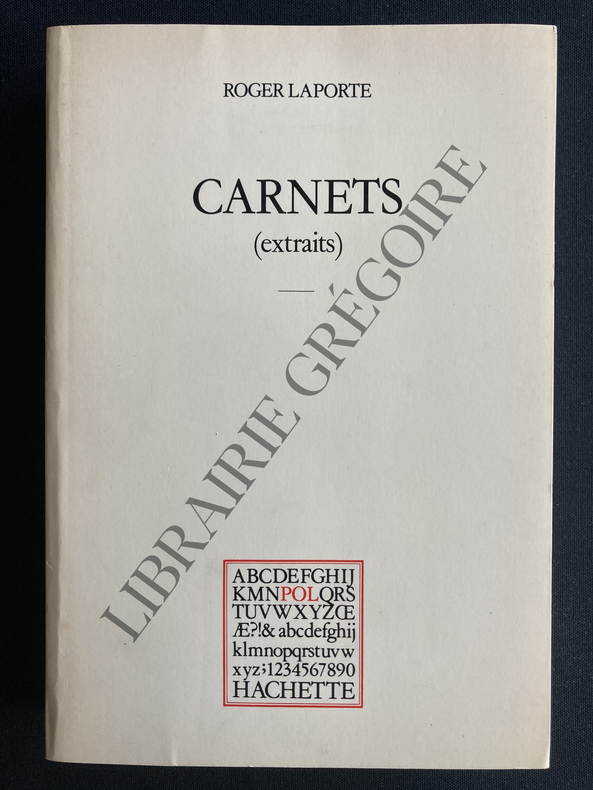 ROGER LAPORTE
CARNETS
(extraits)
LIBRAIRIE GRÉGOIRE
ABCDEFGHIJ
KMNPOLQRS
TUVWXYZŒ
Æ?!& abcdefghij
klmnopqrstuvw
xyz;1234567890
HACHETTE